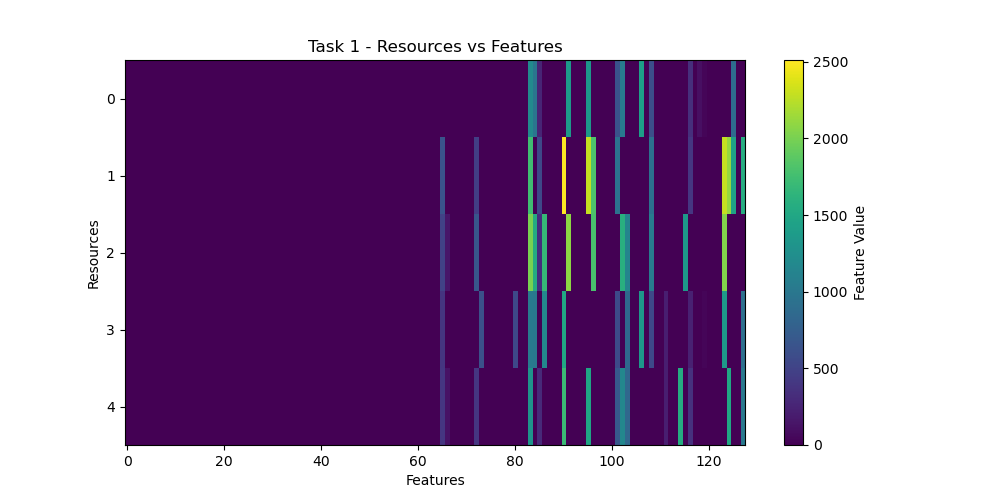 Task 1 - Resources vs Features
Resources
0
1
2
3
4
0 20 40 60 80 100 120
Features
2500
2000
1500
1000
500
0
Feature Value